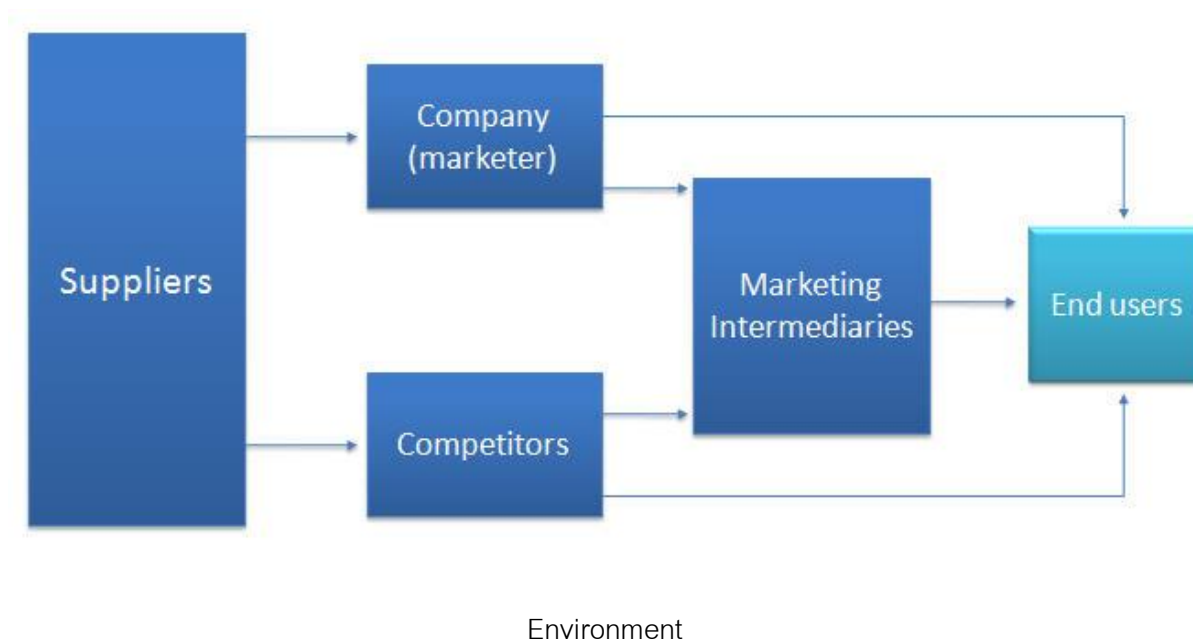 Suppliers
Company
(marketer)
Competitors
Marketing
Intermediaries
End users
Environment